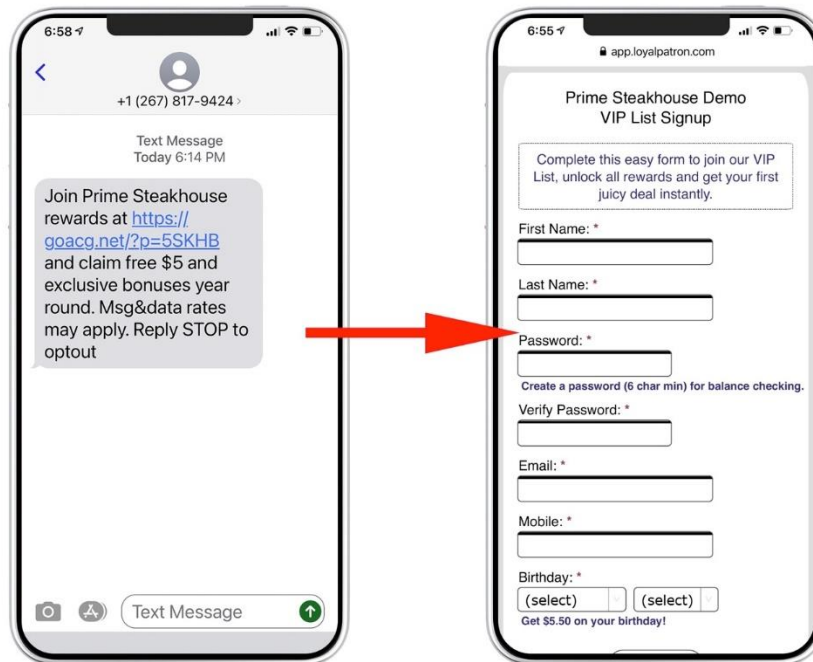 6:58
+1 (267) 817-9424 >
Text Message
Today 6:14 PM
Join Prime Steakhouse
rewards at https://
goacg.net/?p=5SKHB
and claim free $5 and
exclusive bonuses year
round. Msg&data rates
may apply. Reply STOP to
optout
Text Message
6:55
app.loyalpatron.com
Prime Steakhouse Demo
VIP List Signup
Complete this easy form to join our VIP
List, unlock all rewards and get your first
juicy deal instantly.
First Name: *
Last Name: *
Password: *
Create a password (6 char min) for balance checking.
Verify Password: *
Email: *
Mobile: *
Birthday: *
(select) (select)
Get $5.50 on your birthday!